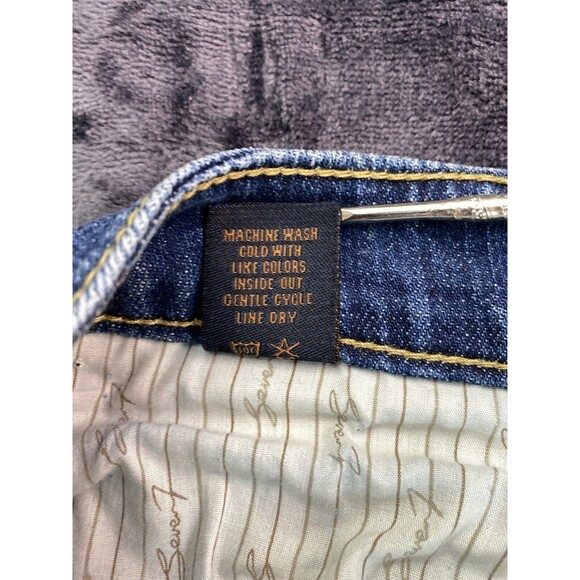 MACHINE WASH
COLD WITH
LIKE COLORS
INSIDE OUT
GENTLE CYCLE
LINE DRY